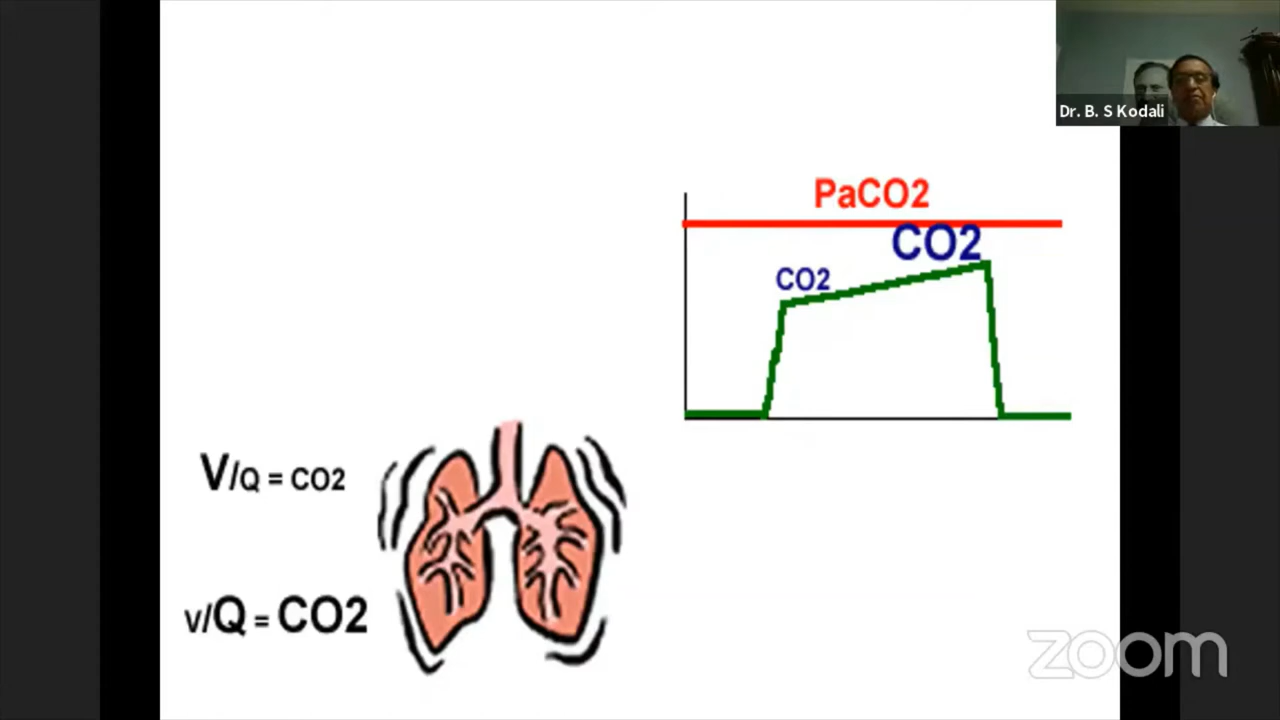 Dr. B. S Kodali
PaCO2
CO2
CO2
V/Q = CO2
v/Q = CO2
zoom